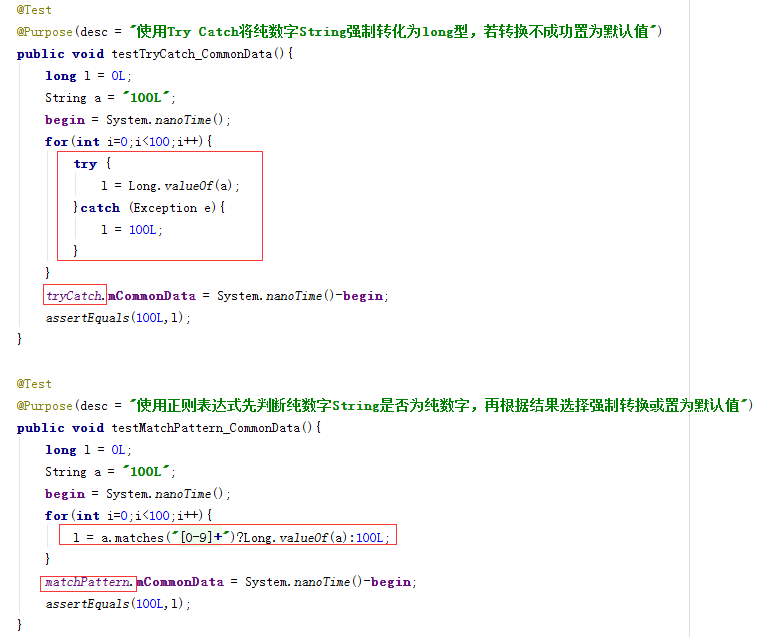 @Test
@Purpose(desc = "使用Try Catch将纯数字String强制转化为long型，若转换不成功置为默认值")
public void testTryCatch_CommonData(){
long l = 0L;
String a = "100L";
begin = System.nanoTime();
for(int i=0;i<100;i++){
try {
l = Long.valueOf(a);
}catch (Exception e){
l = 100L;
}
}
tryCatch.mCommonData = System.nanoTime()-begin;
assertEquals(100L,l);
}
@Test
@Purpose(desc = "使用正则表达式先判断纯数字String是否为纯数字，再根据结果选择强制转换或置为默认值")
public void testMatchPattern_CommonData(){
long l = 0L;
String a = "100L";
begin = System.nanoTime();
for(int i=0;i<100;i++){
l = a.matches("[0-9]+")?Long.valueOf(a):100L;
}
matchPattern.mCommonData = System.nanoTime()-begin;
assertEquals(100L,l);
}